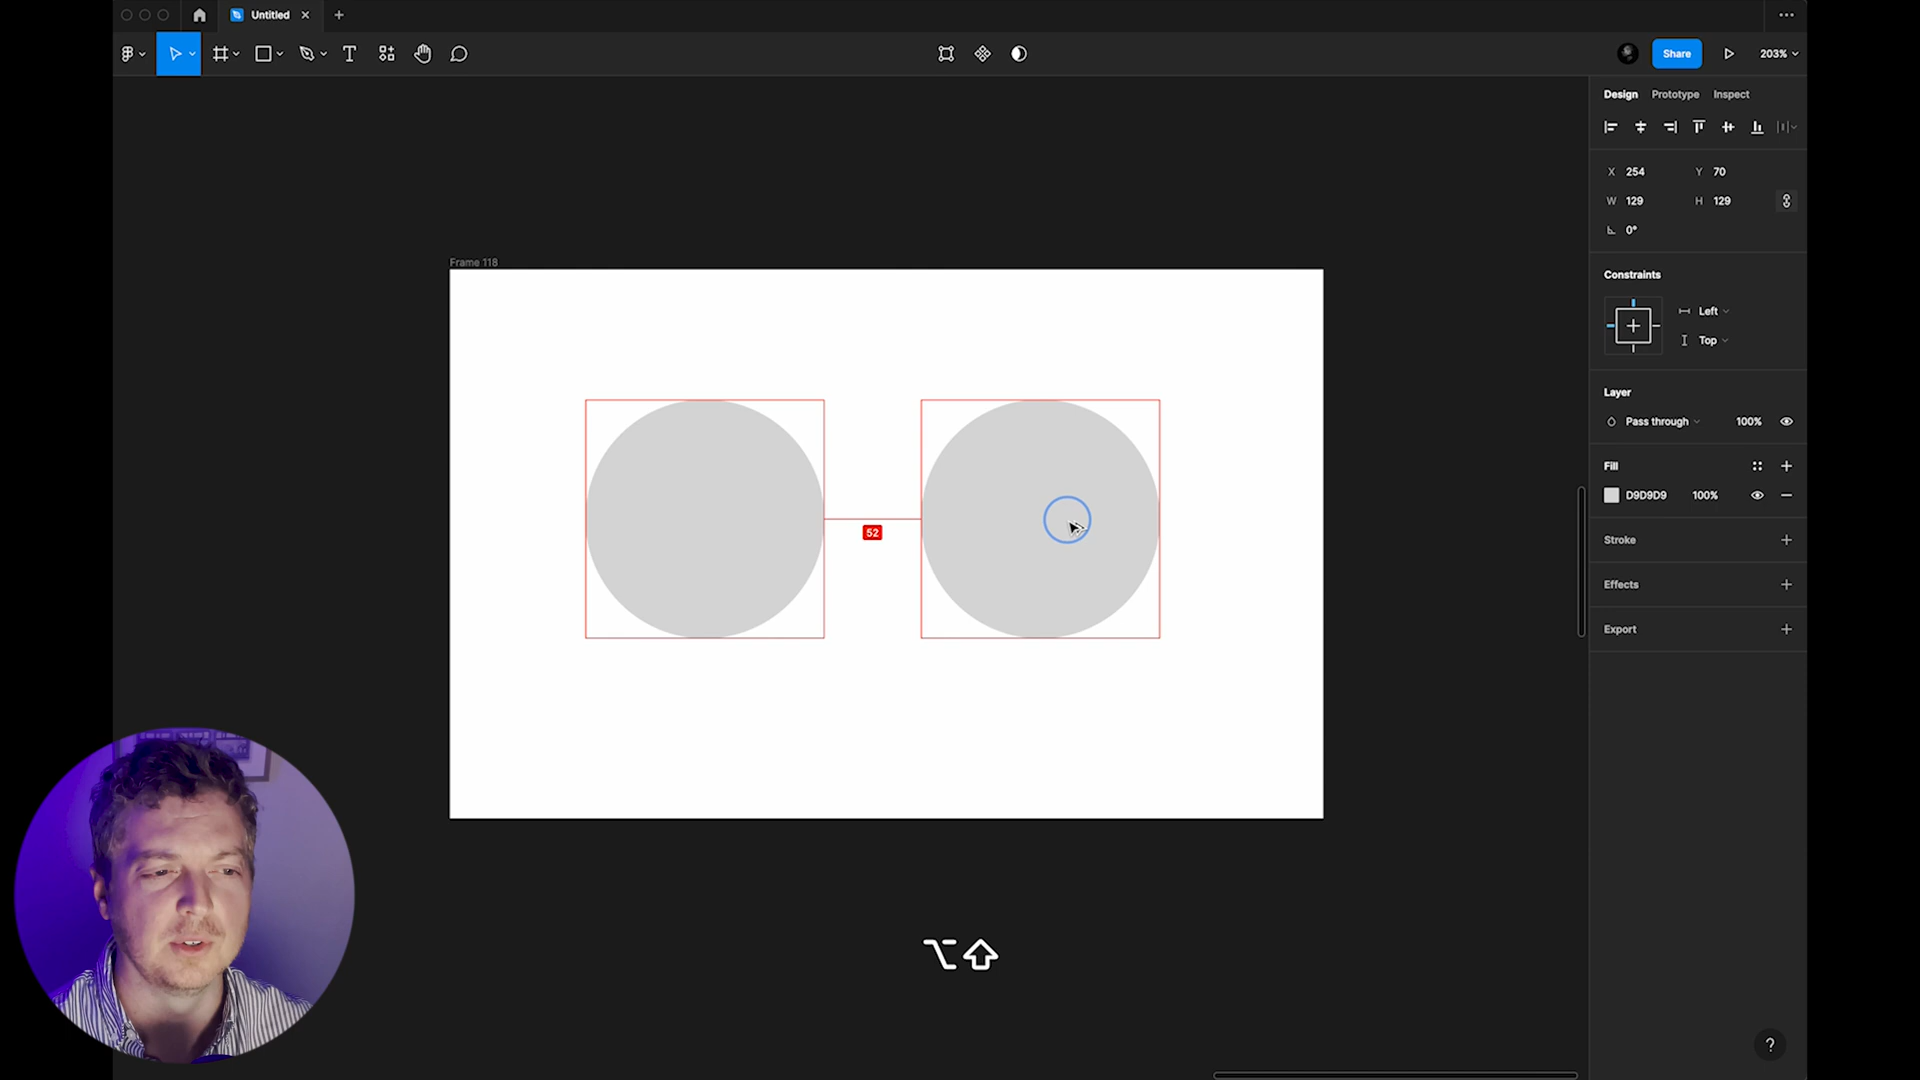 Untitled
Share
203%
Design Prototype Inspect
X 254 Y 70
W 129 H 129
0°
Constraints
Left
Top
Layer
Pass through 100%
Fill
D9D9D9 100%
Stroke
Effects
Export
Frame 118
52
⌥⇧
?